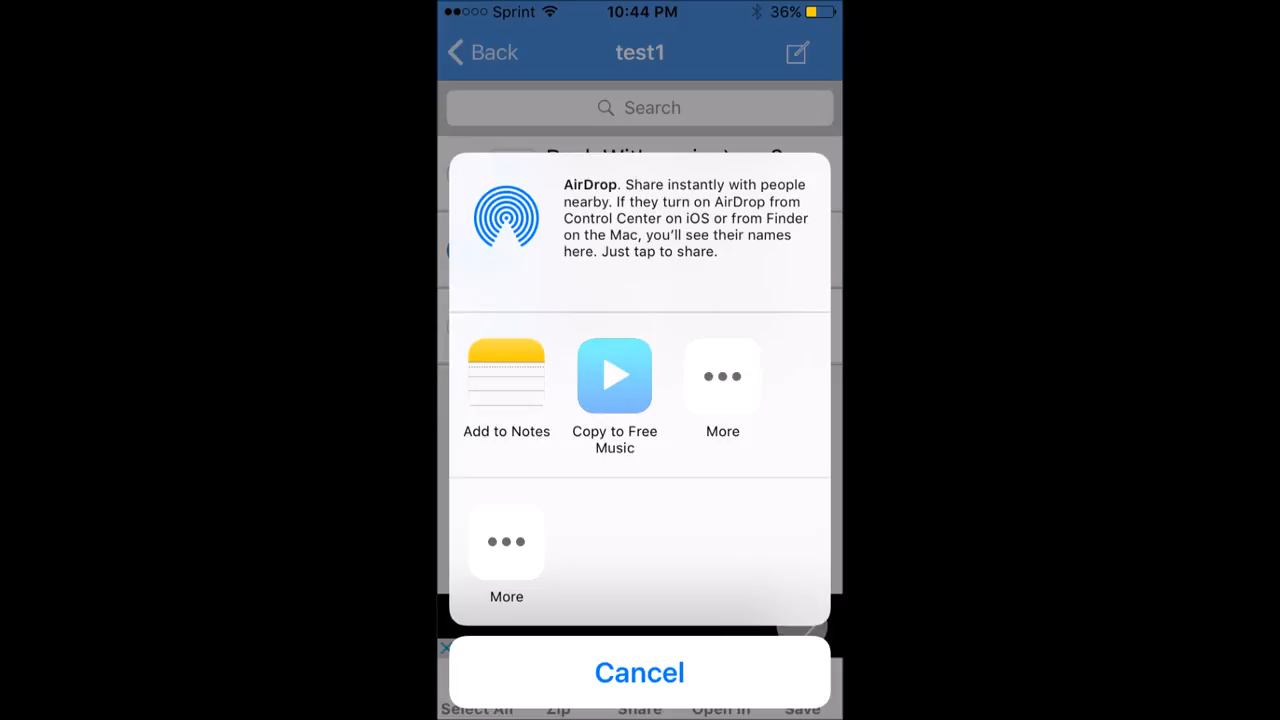 Sprint 10:44 PM 36%
Back test1
Search
AirDrop. Share instantly with people
nearby. If they turn on AirDrop from
Control Center on iOS or from Finder
on the Mac, you'll see their names
here. Just tap to share.
Add to Notes Copy to Free More
Music
More
Cancel
Select All Zip Share Open In Save